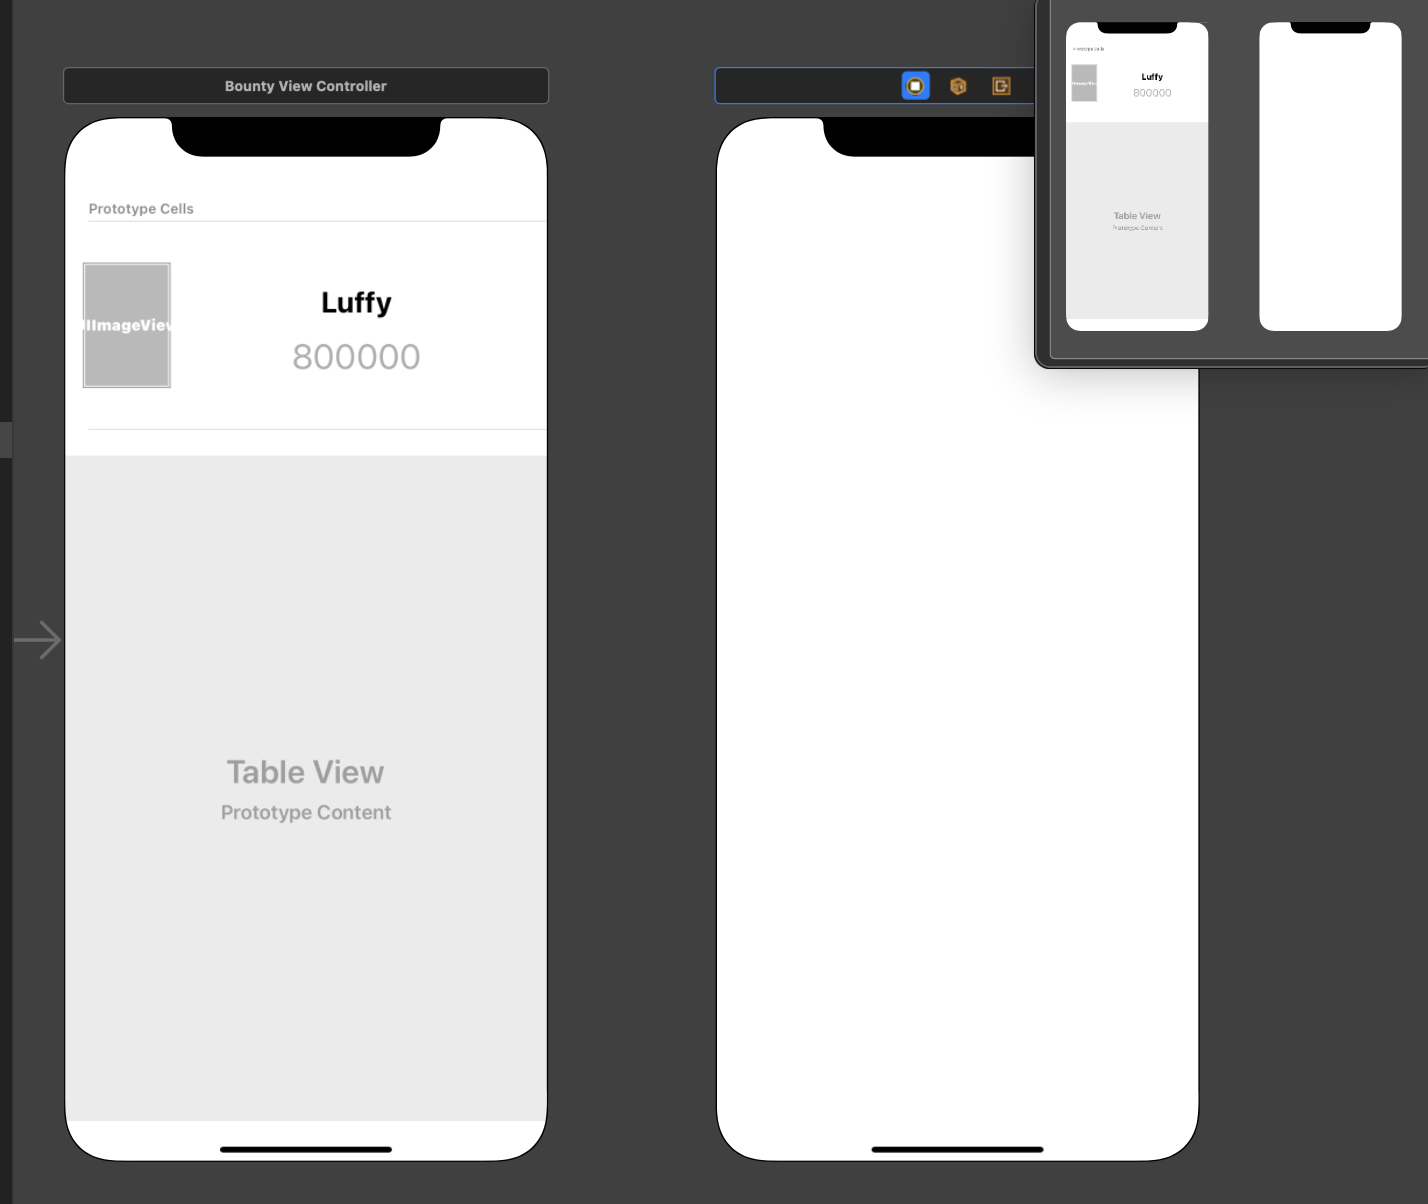 Bounty View Controller
Prototype Cells
UIImageView
Luffy
800000
Table View
Prototype Content
Prototype Cells
Luffy
800000
Table View
Prototype Content